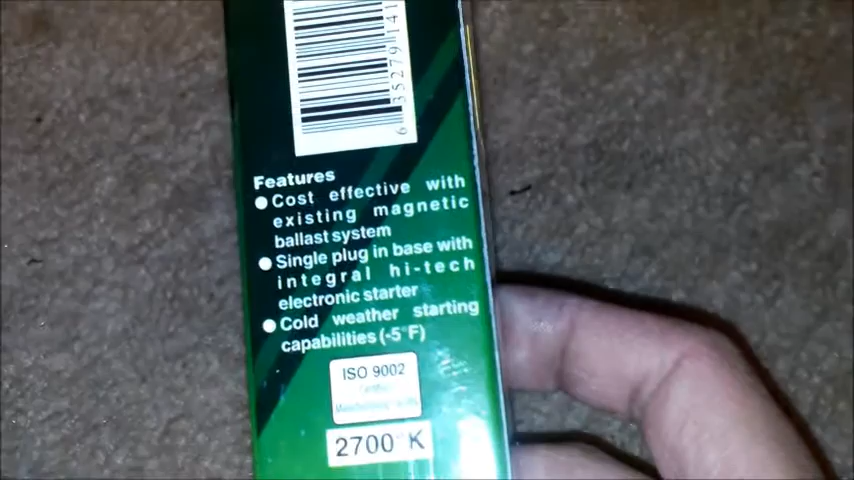 6 35279 141
Features
Cost effective with
existing magnetic
ballast system
Single plug in base with
integral hi-tech
electronic starter
Cold weather starting
capabilities (-5°F)
ISO 9002
2700°K